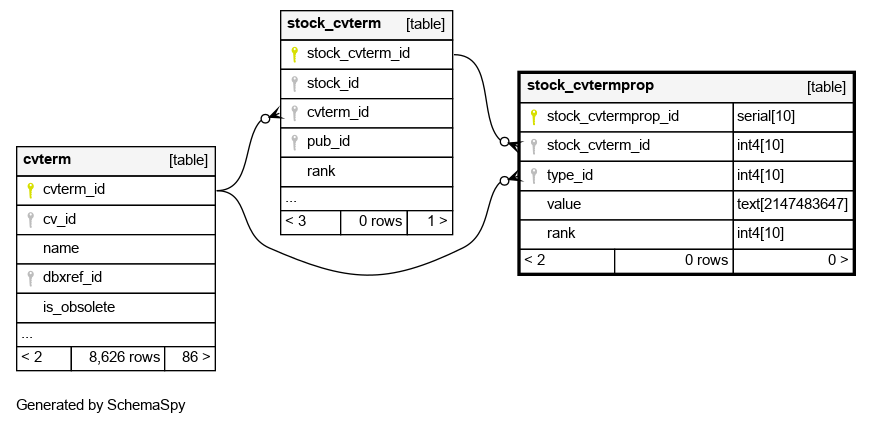 stock_cvterm [table]
stock_cvterm_id
stock_id
cvterm_id
pub_id
rank
...
< 3 0 rows 1 >
stock_cvtermprop [table]
stock_cvtermprop_id serial[10]
stock_cvterm_id int4[10]
type_id int4[10]
value text[2147483647]
rank int4[10]
< 2 0 rows 0 >
cvterm [table]
cvterm_id
cv_id
name
dbxref_id
is_obsolete
...
< 2 8,626 rows 86 >
Generated by SchemaSpy